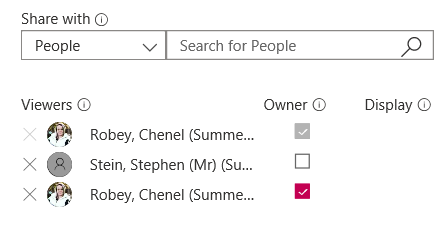 Share with
People
Search for People
Viewers Owner Display
Robey, Chenel (Summe...
Stein, Stephen (Mr) (Su...
Robey, Chenel (Summe...